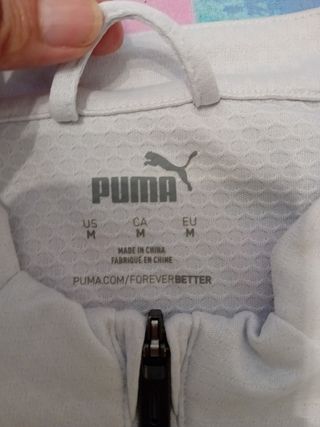 PUMA
US CA EU
M M M
MADE IN CHINA
FABRIQUÉ EN CHINE
PUMA.COM/FOREVERBETTER